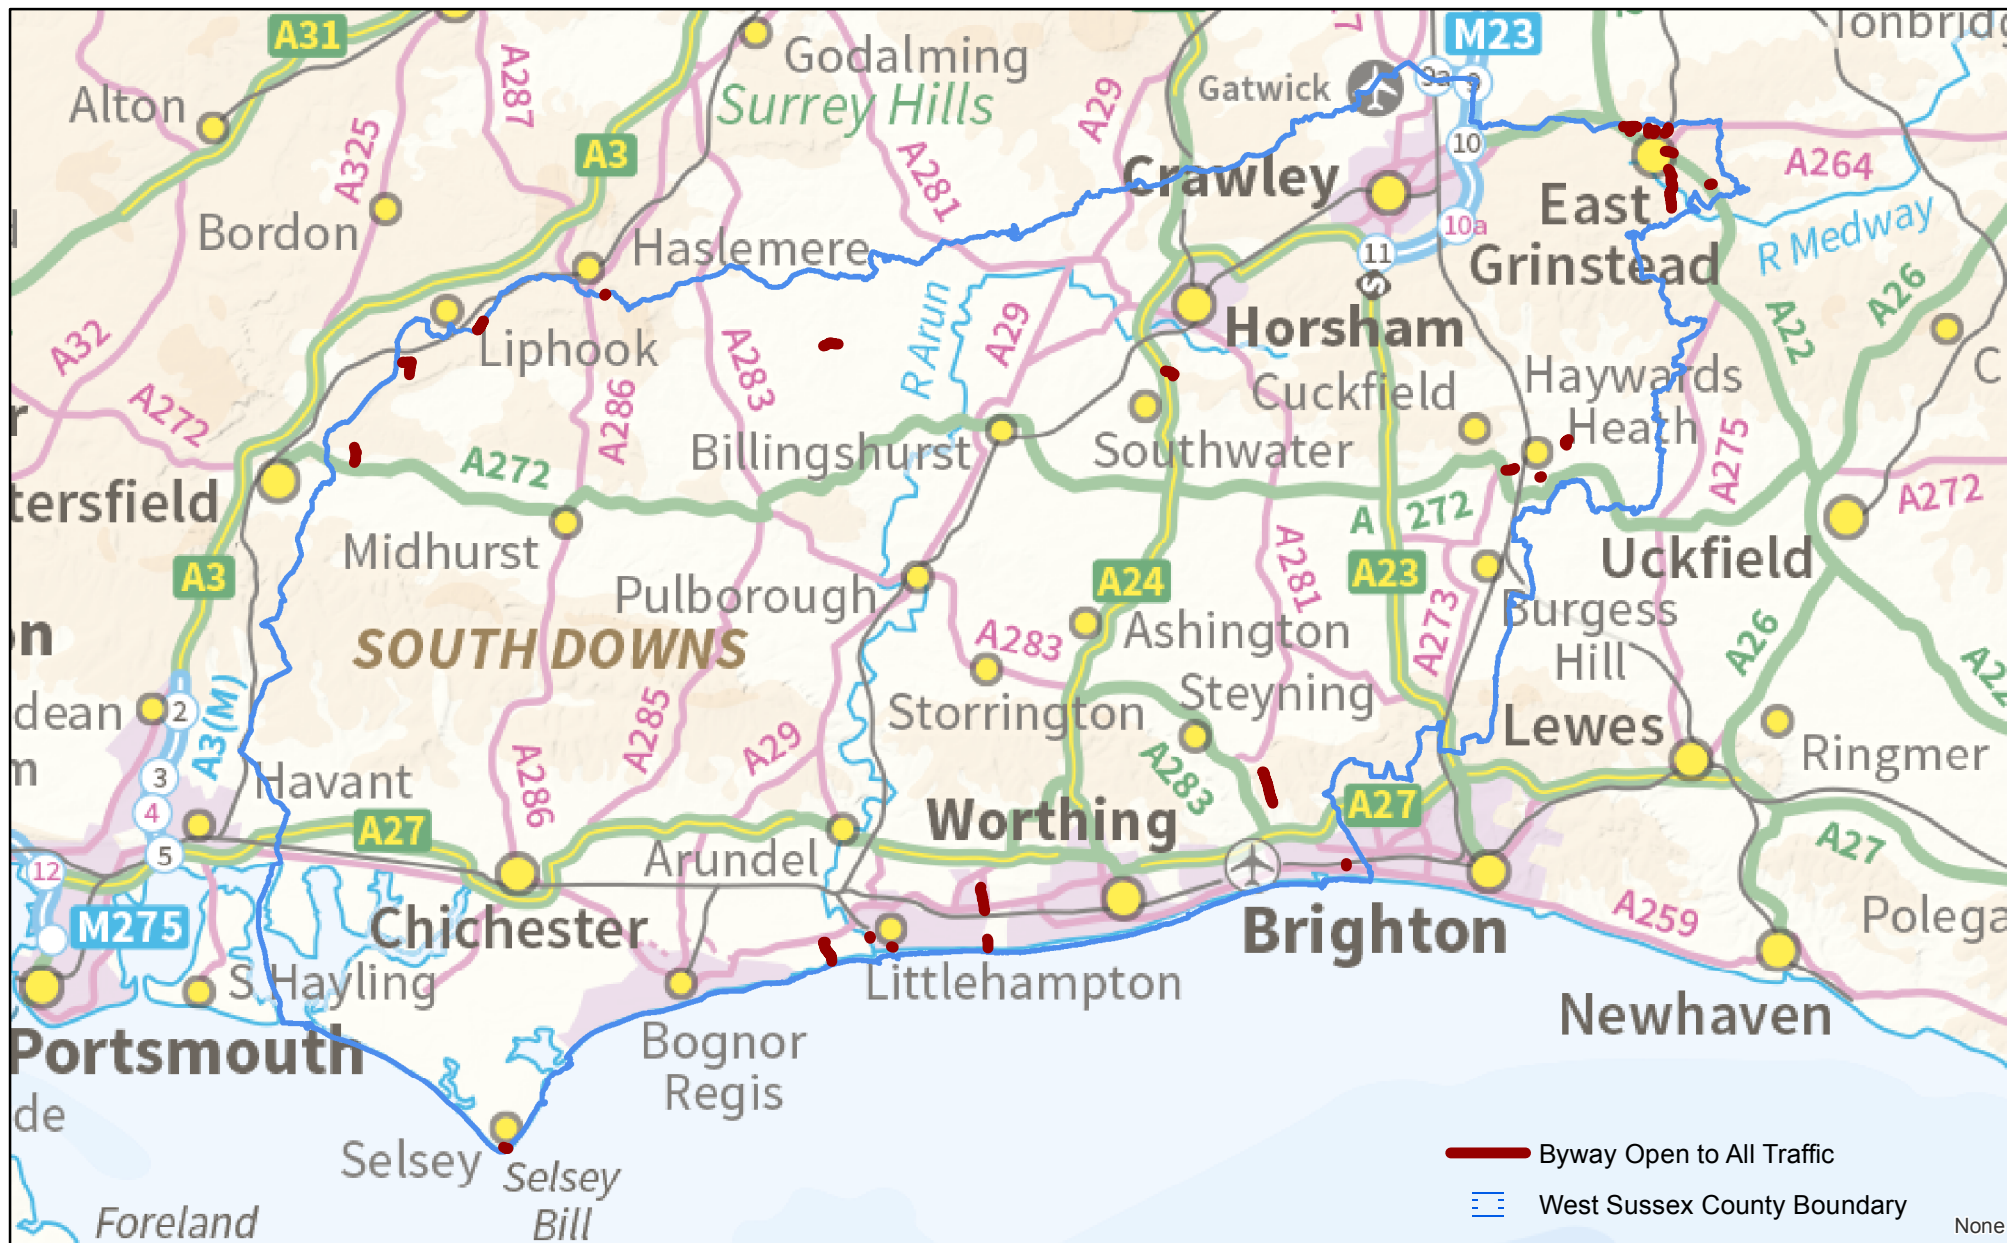 A31
A287
Godalming
Surrey Hills
A29
Gatwick
M23
9a
9
Tonbridg
Alton
A325
A3
A281
Crawley
10
A264
Bordon
Haslemere
10a
11
S
East
Grinstead
R Medway
A32
Liphook
A283
R Arun
A29
Horsham
A22
A26
A272
A286
Cuckfield
Haywards
Heath
C
r
Billingshurst
Southwater
A275
A272
A272
tersfield
A 272
Midhurst
A3
Pulborough
A24
A281
A23
Uckfield
on
SOUTH DOWNS
A283
Ashington
A273
Burgess
Hill
A26
A22
dean
2
A3(M)
A285
Storrington
Steyning
Lewes
A29
Ringmer
m
3
Havant
A286
A283
4
A27
Worthing
A27
5
Arundel
A27
12
M275
Chichester
Brighton
A259
Polega
S Hayling
Littlehampton
Newhaven
Portsmouth
Bognor
Regis
de
Selsey
Selsey
Bill
Foreland
Byway Open to All Traffic
West Sussex County Boundary
None